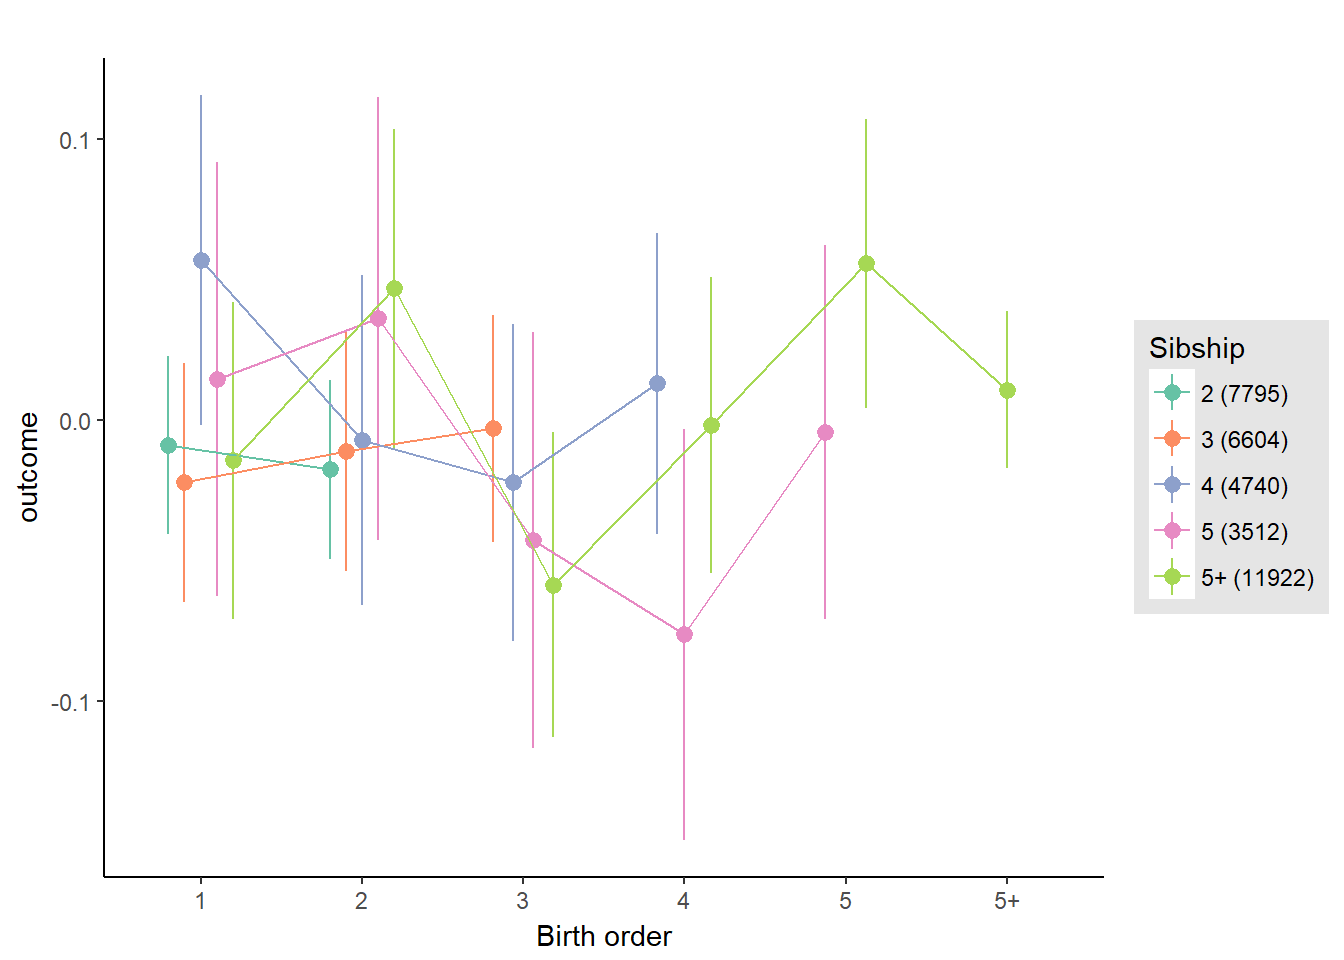 0.1
0.0
-0.1
outcome
1 2 3 4 5 5+
Birth order
Sibship
2 (7795)
3 (6604)
4 (4740)
5 (3512)
5+ (11922)